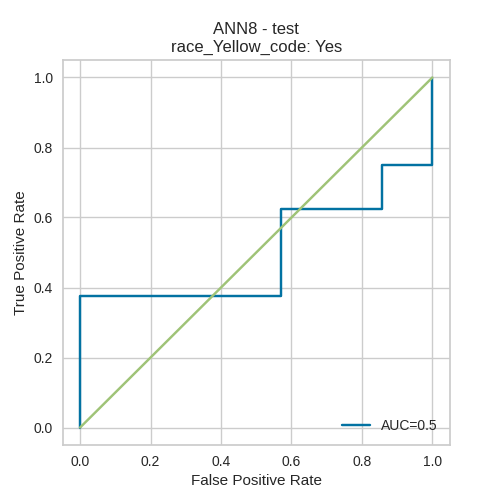 ANN8 - test
race_Yellow_code: Yes
True Positive Rate
1.0
0.8
0.6
0.4
0.2
0.0
AUC=0.5
0.0 0.2 0.4 0.6 0.8 1.0
False Positive Rate